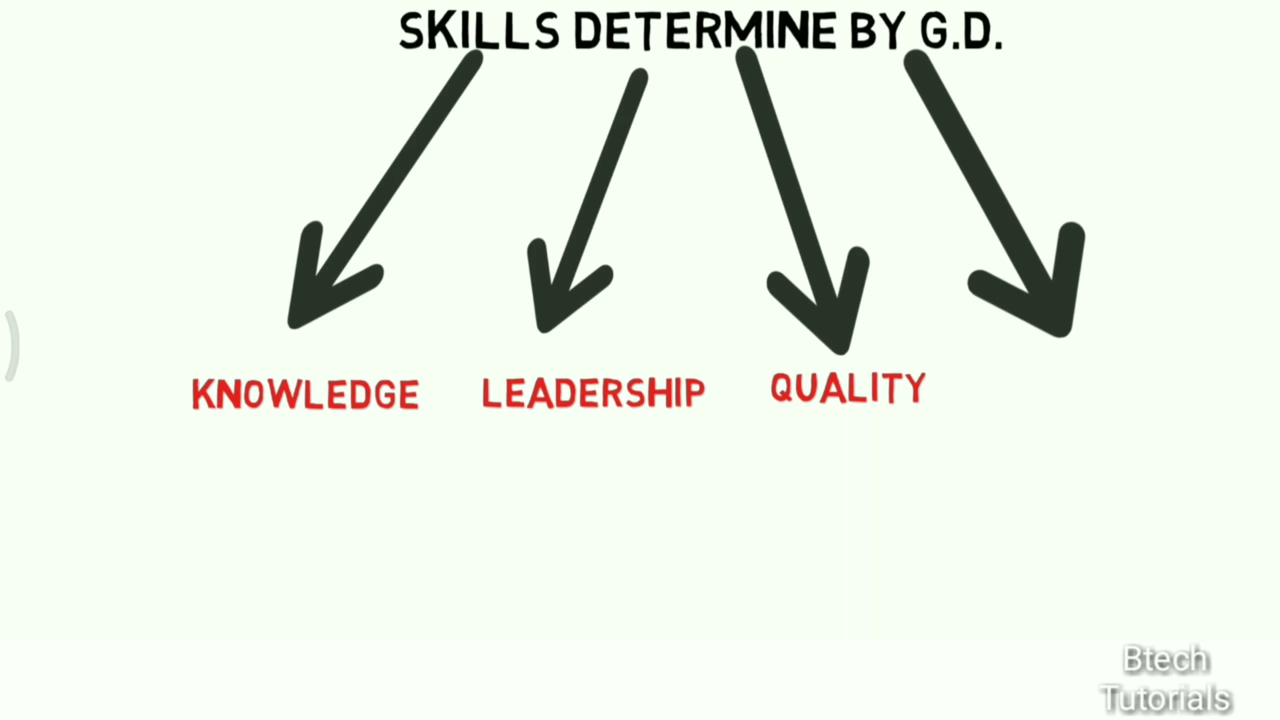 SKILLS DETERMINE BY G.D.
KNOWLEDGE LEADERSHIP QUALITY
Btech
Tutorials